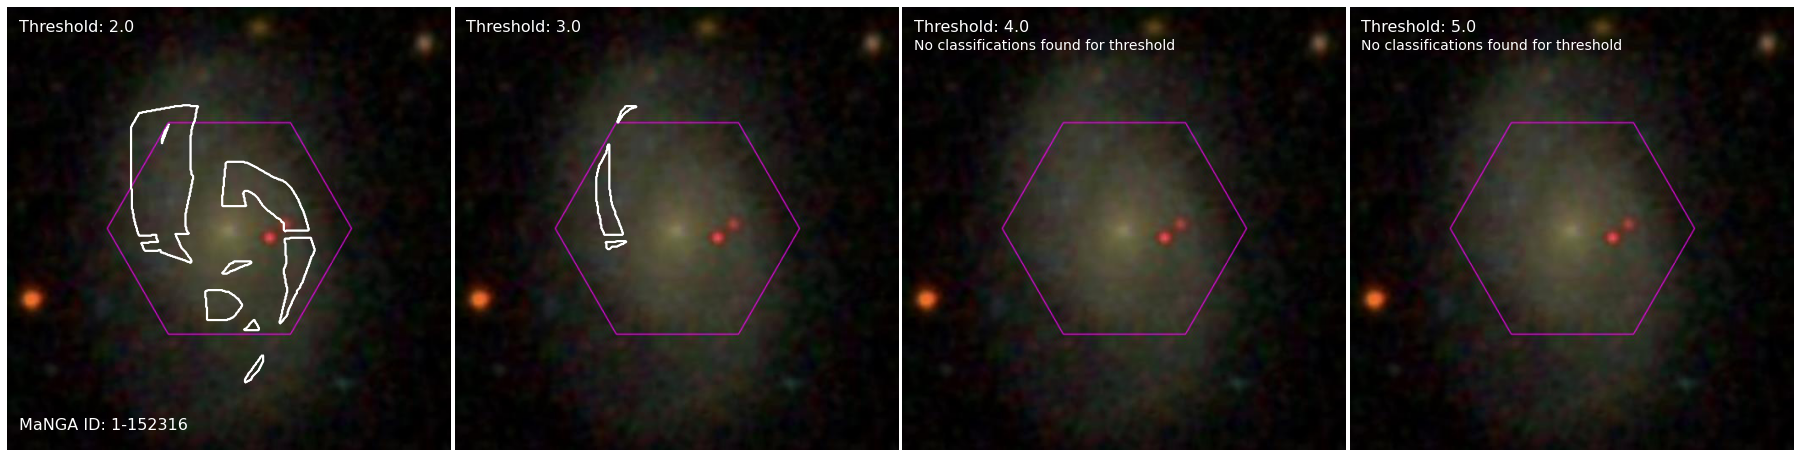 Threshold: 2.0
MaNGA ID: 1-152316
Threshold: 3.0
Threshold: 4.0
No classifications found for threshold
Threshold: 5.0
No classifications found for threshold